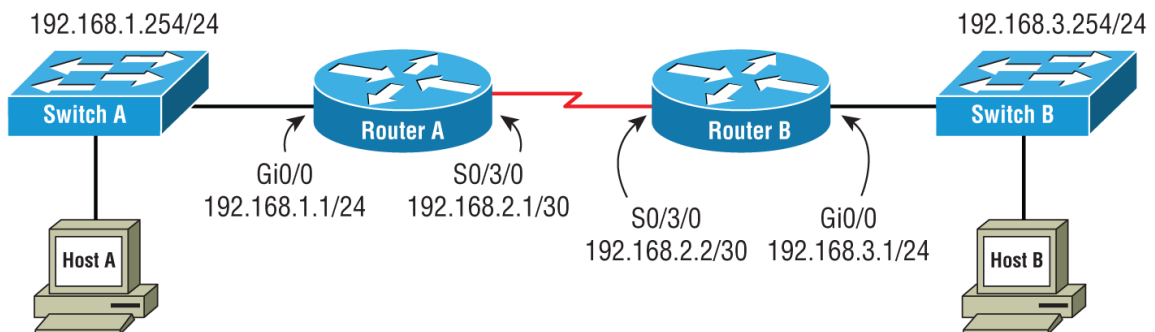 192.168.1.254/24
192.168.3.254/24
Switch A
Router A
Router B
Switch B
Gi0/0
192.168.1.1/24
S0/3/0
192.168.2.1/30
S0/3/0
192.168.2.2/30
Gi0/0
192.168.3.1/24
Host A
Host B